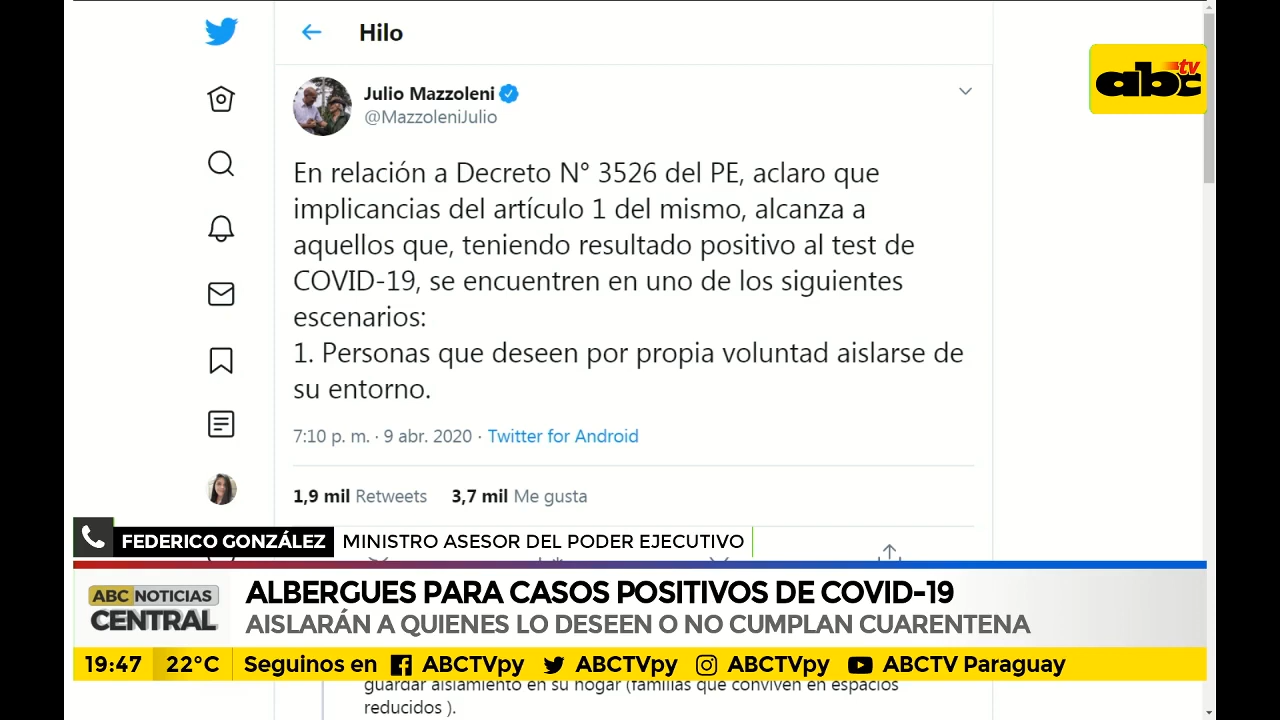 Hilo
abc tv
Julio Mazzoleni
@MazzoleniJulio
En relación a Decreto N° 3526 del PE, aclaro que
implicancias del artículo 1 del mismo, alcanza a
aquellos que, teniendo resultado positivo al test de
COVID-19, se encuentren en uno de los siguientes
escenarios:
1. Personas que deseen por propia voluntad aislarse de
su entorno.
7:10 p. m. · 9 abr. 2020 · Twitter for Android
1,9 mil Retweets 3,7 mil Me gusta
FEDERICO GONZÁLEZ MINISTRO ASESOR DEL PODER EJECUTIVO
ABC NOTICIAS
CENTRAL
ALBERGUES PARA CASOS POSITIVOS DE COVID-19
AISLARÁN A QUIENES LO DESEEN O NO CUMPLAN CUARENTENA
19:47 22°C Seguinos en ABCTVpy ABCTVpy ABCTVpy ABCTV Paraguay
guardar aislamiento en su hogar (familias que conviven en espacios
reducidos ).